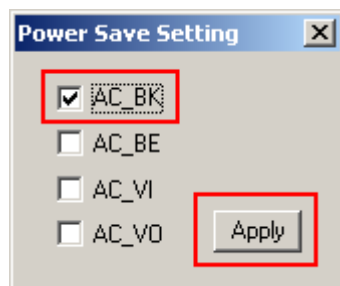 Power Save Setting
AC_BK
AC_BE
AC_VI
AC_VO
Apply